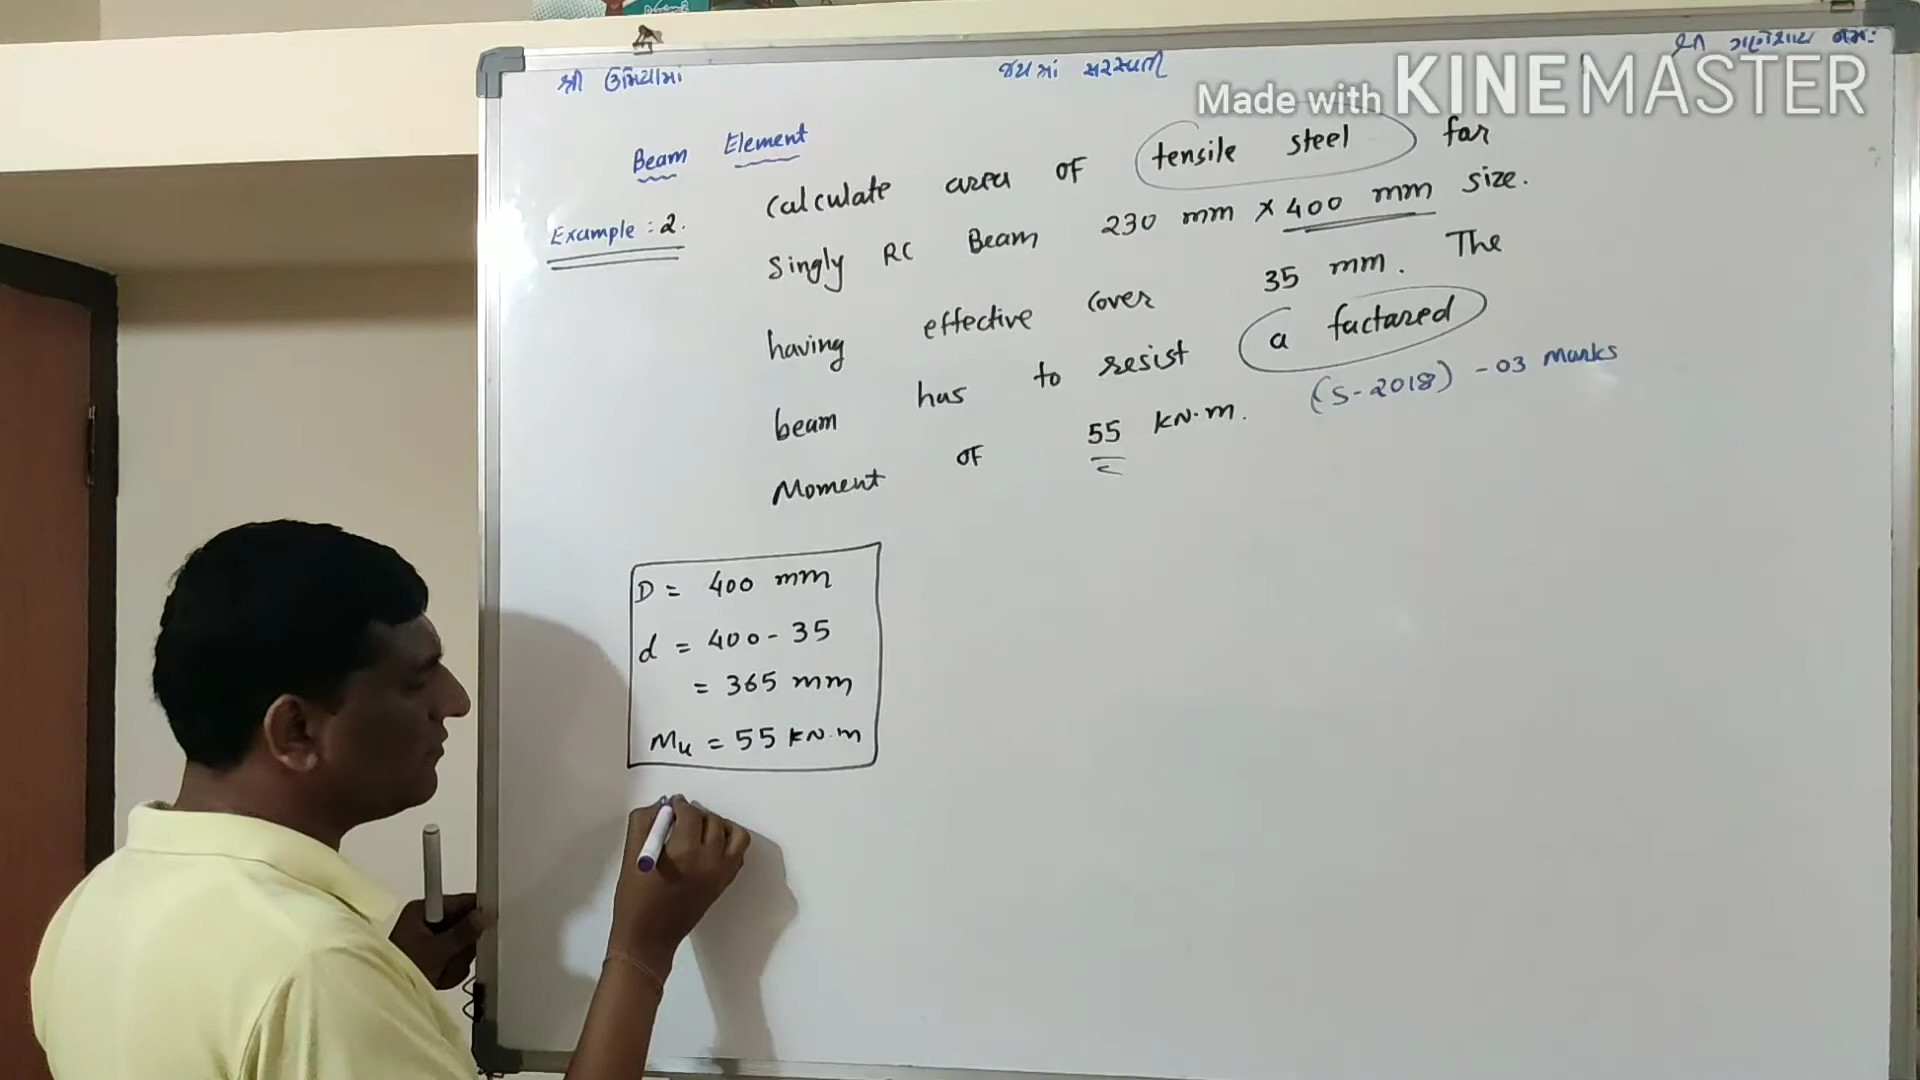 શ્રી ઉમિયામાં
જય માં સરસ્વતી
શ્રી ગણેશાય નમઃ
Made with KINEMASTER
Beam Element
Example : 2.
Calculate area of tensile steel for
singly RC Beam 230 mm x 400 mm size.
having effective cover 35 mm. The
beam has to resist a factored
Moment of 55 kN.m.
(S-2018) - 03 Marks
D = 400 mm
d = 400 - 35
= 365 mm
Mu = 55 kN.m